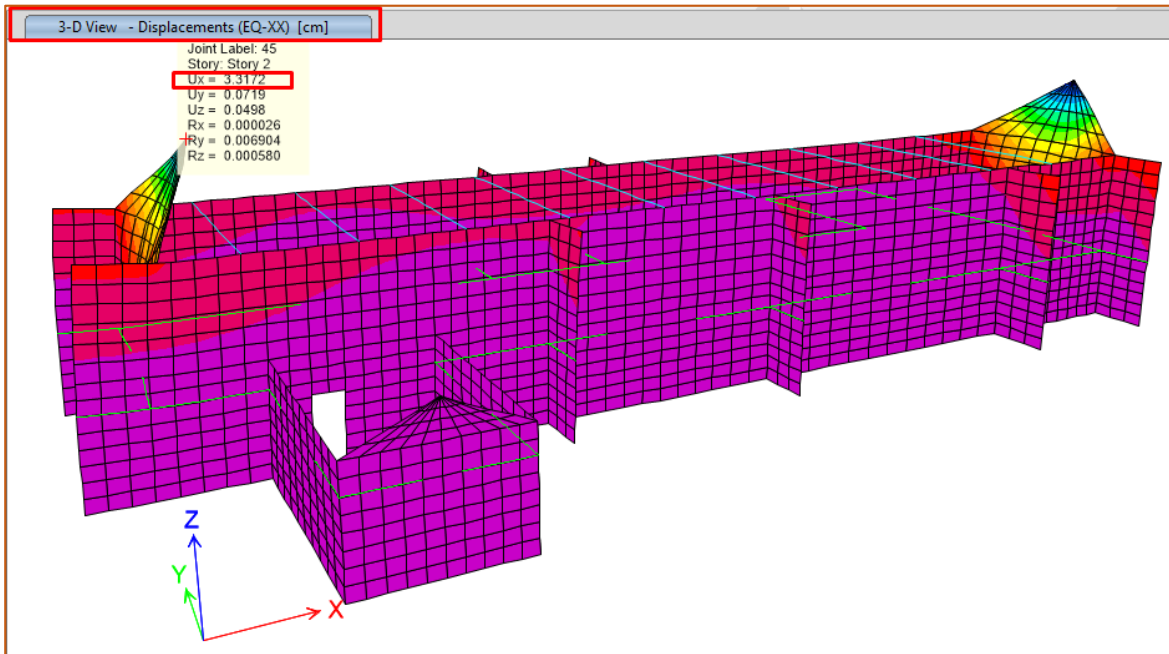 3-D View - Displacements (EQ-XX) [cm]
Joint Label: 45
Story: Story 2
Ux = 3.3172
Uy = 0.0719
Uz = 0.0498
Rx = 0.000026
Ry = 0.006904
Rz = 0.000580
Z
Y
X